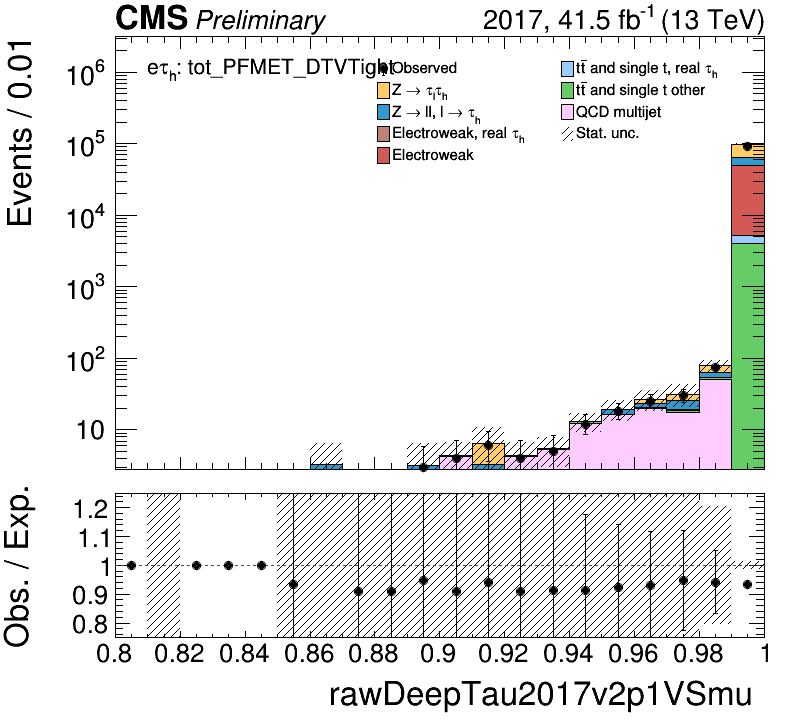 CMS Preliminary 2017, 41.5 fb⁻¹ (13 TeV)
eτₕ: tot_PFMET_DTVTight
Observed
Z → τₗτₕ
Z → ll, l → τₕ
Electroweak, real τₕ
Electroweak
tt̄ and single t, real τₕ
tt̄ and single t other
QCD multijet
Stat. unc.
Events / 0.01
10⁶
10⁵
10⁴
10³
10²
10
Obs. / Exp.
1.2
1.1
1
0.9
0.8
0.8 0.82 0.84 0.86 0.88 0.9 0.92 0.94 0.96 0.98 1
rawDeepTau2017v2p1VSmu